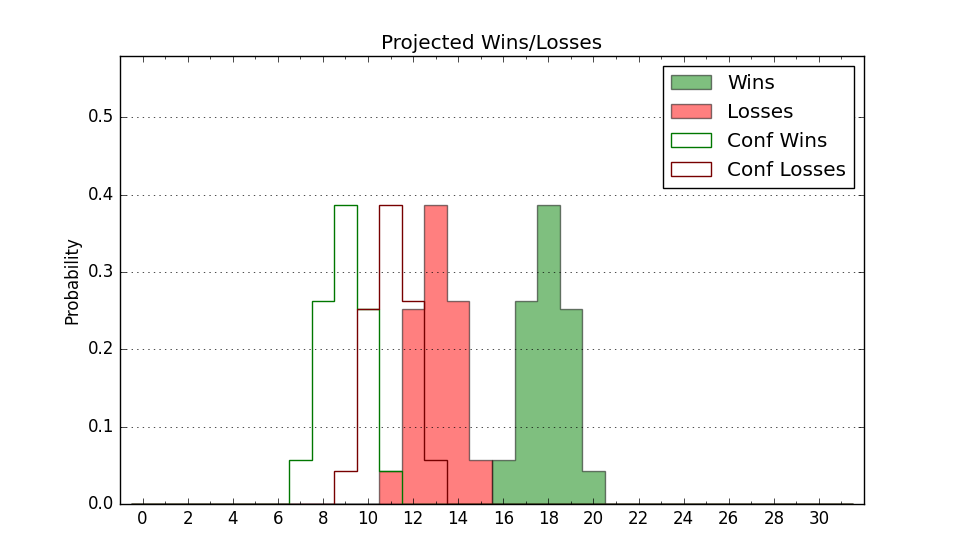 Projected Wins/Losses
Wins
Losses
Conf Wins
Conf Losses
Probability
0.5
0.4
0.3
0.2
0.1
0.0
0 2 4 6 8 10 12 14 16 18 20 22 24 26 28 30